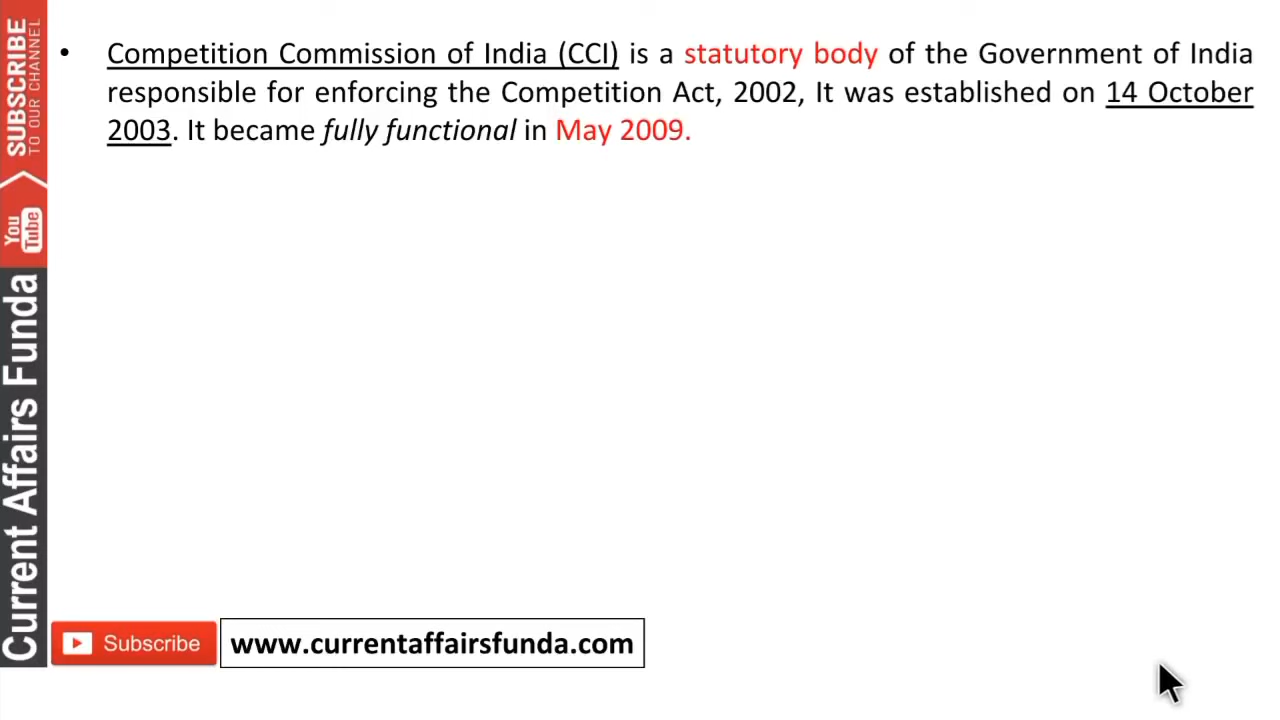 • Competition Commission of India (CCI) is a statutory body of the Government of India
responsible for enforcing the Competition Act, 2002, It was established on 14 October
2003. It became fully functional in May 2009.
SUBSCRIBE
TO OUR CHANNEL
You
Tube
Current Affairs Funda
Subscribe
www.currentaffairsfunda.com